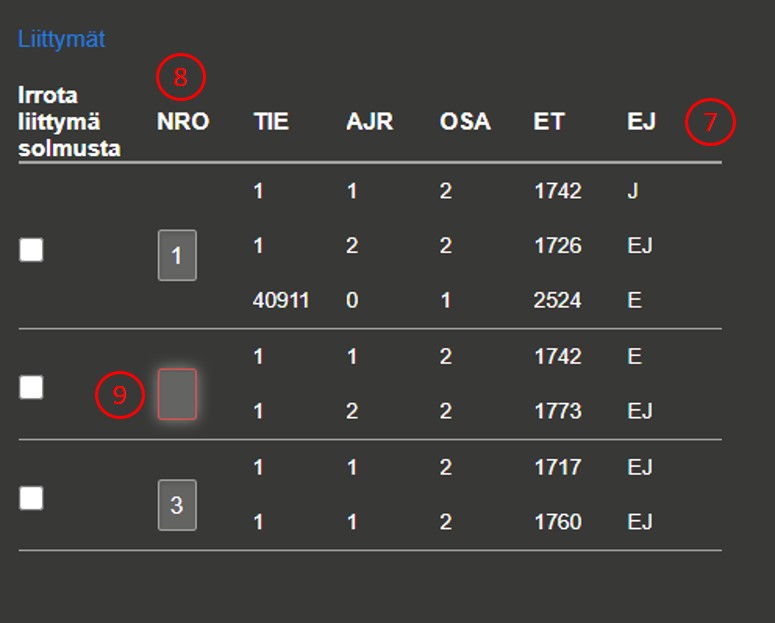 Liittymät
8
Irrota liittymä solmusta NRO TIE AJR OSA ET EJ 7
1 1 2 1742 J
1 1 2 2 1726 EJ
40911 0 1 2524 E
1 1 2 1742 E
9 1 2 2 1773 EJ
1 1 2 1717 EJ
3 1 1 2 1760 EJ